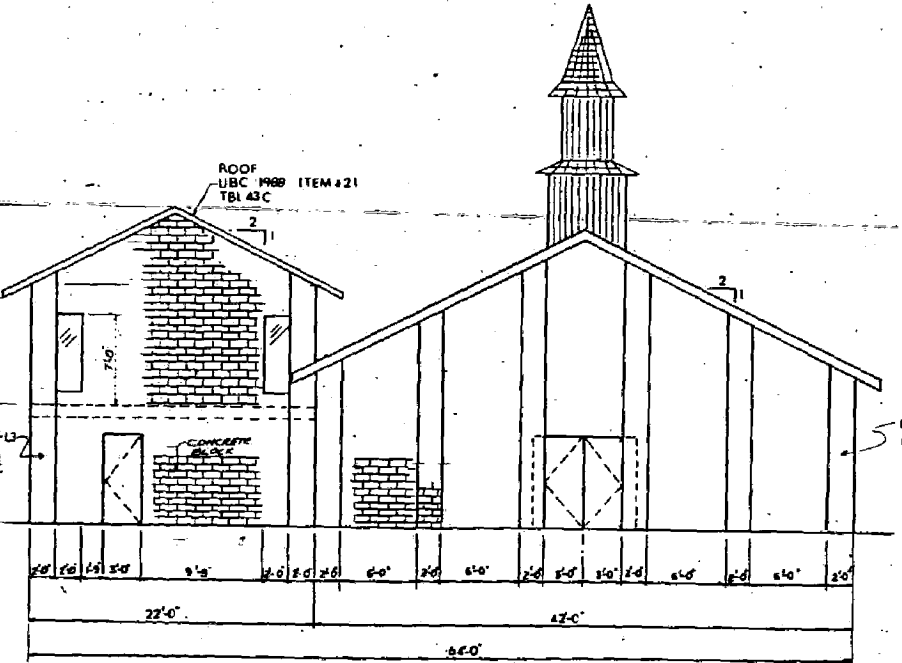 ROOF
UBC 1988 ITEM #21
TBL 43C
2
1
2
1
7'-0"
L3
CONCRETE
BLOCK
2'-0" 2'-0" 3'-0" 2'-0" 2'-0" 2'-0" 6'-0" 2'-0" 6'-0" 2'-0" 3'-0" 3'-0" 2'-0" 6'-0" 2'-0" 6'-0" 2'-0"
22'-0" 42'-0"
64'-0"